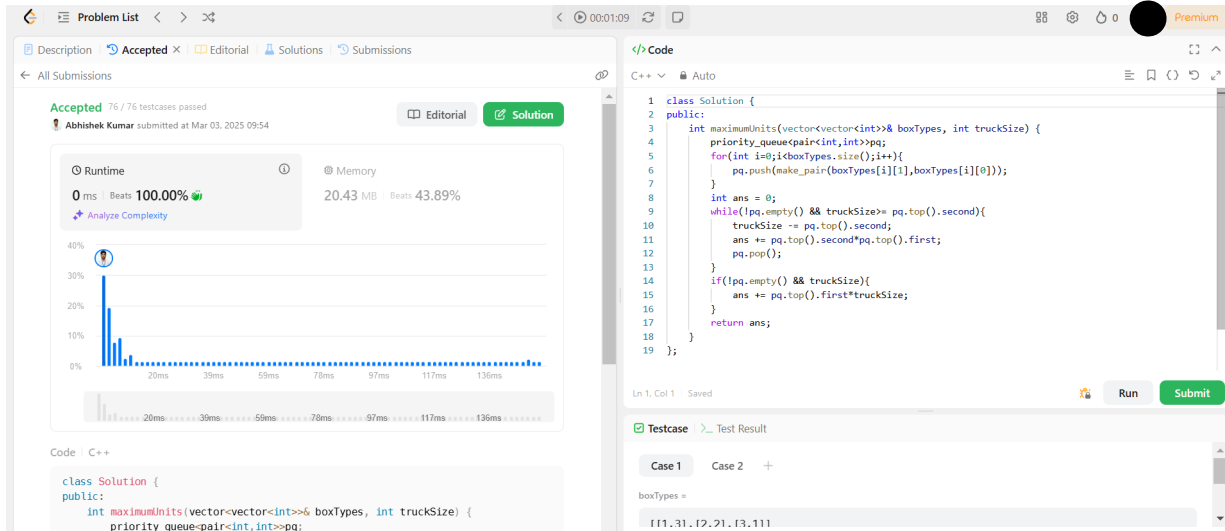 Problem List
00:01:09
0
Premium
Description
Accepted
Editorial
Solutions
Submissions
All Submissions
Accepted 76 / 76 testcases passed
Abhishek Kumar submitted at Mar 03, 2025 09:54
Editorial
Solution
Runtime
0 ms Beats 100.00%
Analyze Complexity
Memory
20.43 MB Beats 43.89%
40%
30%
20%
10%
0%
20ms 39ms 59ms 78ms 97ms 117ms 136ms
20ms 39ms 59ms 78ms 97ms 117ms 136ms
Code C++
class Solution {
public:
    int maximumUnits(vector<vector<int>>& boxTypes, int truckSize) {
        priority_queue<pair<int,int>>pq;
</>Code
C++ Auto
1 class Solution {
2 public:
3     int maximumUnits(vector<vector<int>>& boxTypes, int truckSize) {
4         priority_queue<pair<int,int>>pq;
5         for(int i=0;i<boxTypes.size();i++){
6             pq.push(make_pair(boxTypes[i][1],boxTypes[i][0]));
7         }
8         int ans = 0;
9         while(!pq.empty() && truckSize>= pq.top().second){
10             truckSize -= pq.top().second;
11             ans += pq.top().second*pq.top().first;
12             pq.pop();
13         }
14         if(!pq.empty() && truckSize){
15             ans += pq.top().first*truckSize;
16         }
17         return ans;
18     }
19 };
Ln 1, Col 1 Saved
Run
Submit
Testcase
Test Result
Case 1
Case 2
boxTypes =
[[1,3],[2,2],[3,1]]